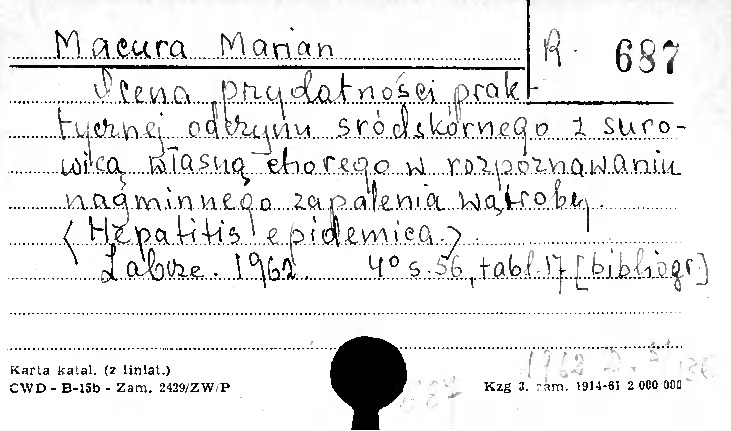 Macura Marian
R. 687
Ocena przydatności prak-
tycznej odczynu śródskórnego z suro-
wicą własną chorego w rozpoznawaniu
nagminnego zapalenia wątroby.
(Hepatitis epidemica.)
Zabrze. 1962. 4° s. 56, tabl. 17 [bibliogr]
Karta katal. (z liniat.)
CWD - B-15b - Zam. 2439/ZW/P
Kzg 3. zam. 1914-61 2 000 000